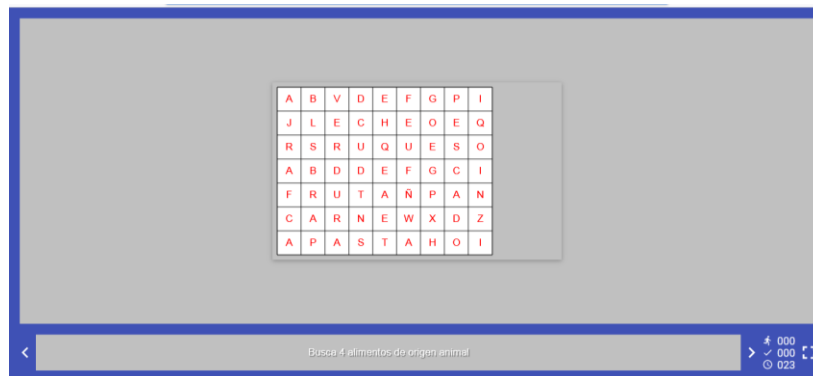 A B V D E F G P I
J L E C H E O E Q
R S R U Q U E S O
A B D D E F G C I
F R U T A Ñ P A N
C A R N E W X D Z
A P A S T A H O I
Busca 4 alimentos de origen animal
000
000
023